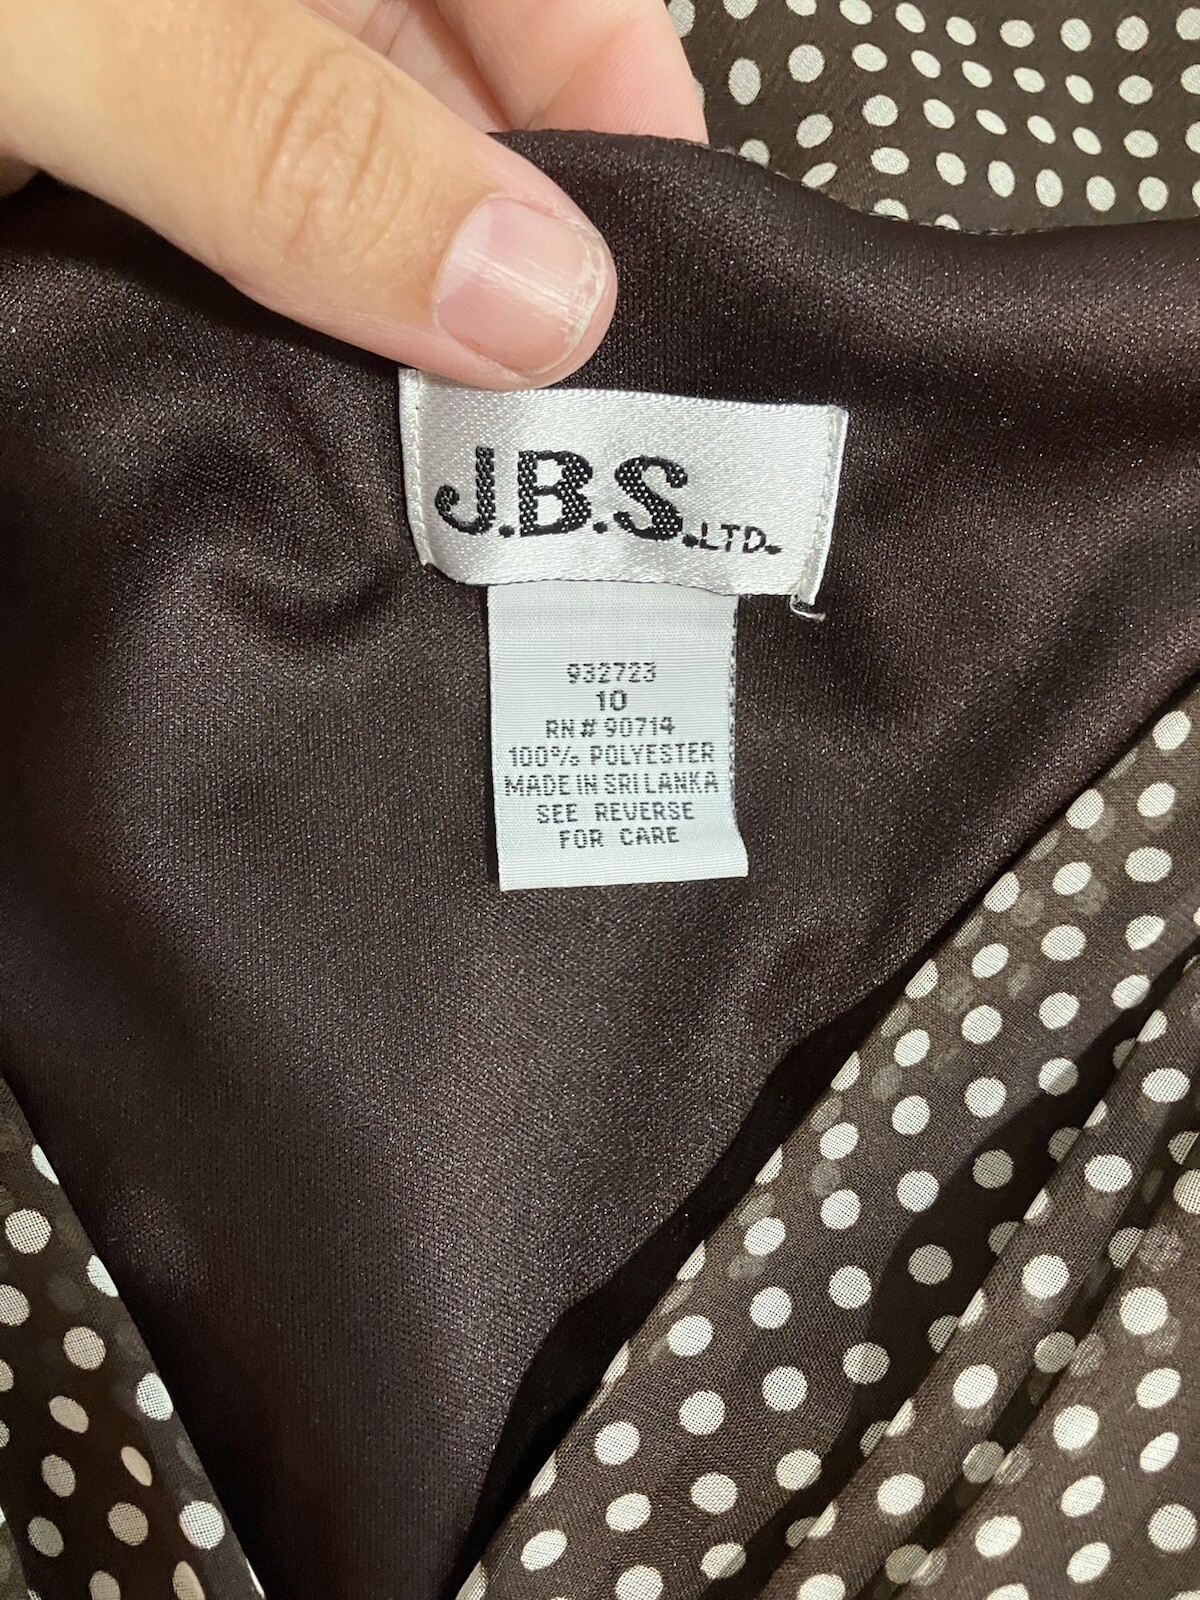 J.B.S. LTD.
932723
10
RN# 90714
100% POLYESTER
MADE IN SRI LANKA
SEE REVERSE
FOR CARE